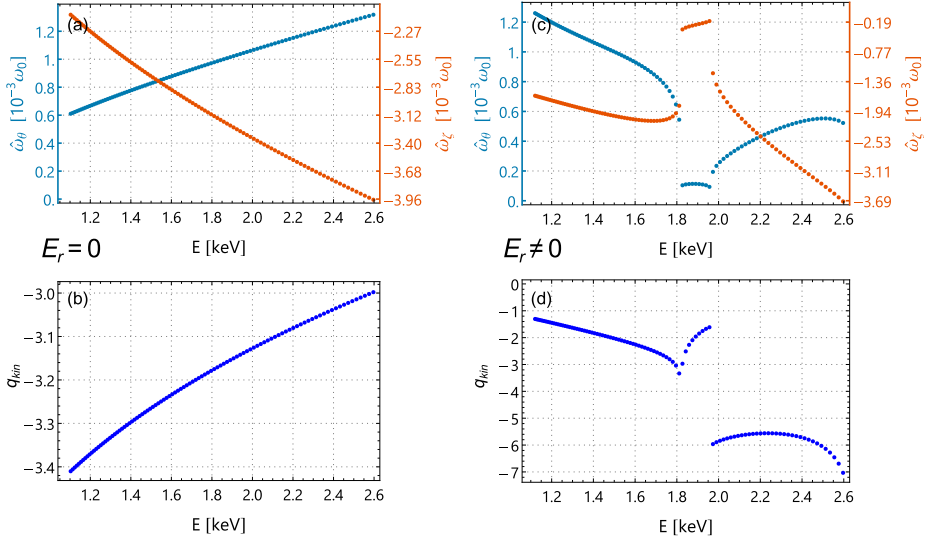 (a)
1.2
1
0.8
0.6
0.4
0.2
0.
ω̂θ [10⁻³ω₀]
−2.27
−2.55
−2.83
−3.12
−3.40
−3.68
−3.96
ω̂ζ [10⁻³ω₀]
1.2 1.4 1.6 1.8 2.0 2.2 2.4 2.6
E [keV]
Er = 0
(c)
1.2
1
0.8
0.6
0.4
0.2
0.
ω̂θ [10⁻³ω₀]
−0.19
−0.77
−1.36
−1.94
−2.53
−3.11
−3.69
ω̂ζ [10⁻³ω₀]
1.2 1.4 1.6 1.8 2.0 2.2 2.4 2.6
E [keV]
Er ≠ 0
(b)
−3.0
−3.1
−3.2
−3.3
−3.4
qkin
1.2 1.4 1.6 1.8 2.0 2.2 2.4 2.6
E [keV]
(d)
0
−1
−2
−3
−4
−5
−6
−7
qkin
1.2 1.4 1.6 1.8 2.0 2.2 2.4 2.6
E [keV]